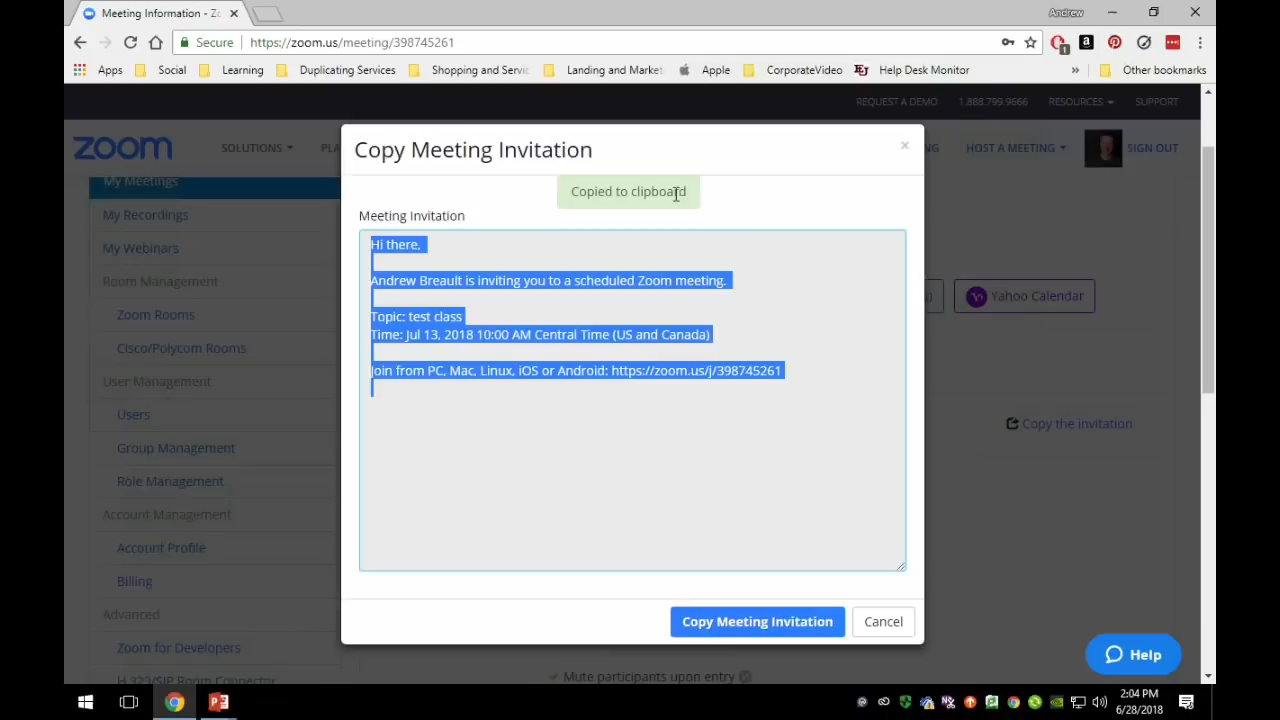 Meeting Information - Zo
Andrew
Secure
https://zoom.us/meeting/398745261
1
Apps
Social
Learning
Duplicating Services
Shopping and Servic
Landing and Market
Apple
CorporateVideo
Help Desk Monitor
»
Other bookmarks
REQUEST A DEMO
1.888.799.9666
RESOURCES
SUPPORT
zoom
SOLUTIONS
PLA
NG
HOST A MEETING
SIGN OUT
Copy Meeting Invitation
×
Copied to clipboard
Meeting Invitation
Hi there,
Andrew Breault is inviting you to a scheduled Zoom meeting.
Topic: test class
Time: Jul 13, 2018 10:00 AM Central Time (US and Canada)
Join from PC, Mac, Linux, iOS or Android: https://zoom.us/j/398745261
Copy Meeting Invitation
Cancel
My Meetings
My Recordings
My Webinars
Room Management
Zoom Rooms
Cisco/Polycom Rooms
User Management
Users
Group Management
Role Management
Account Management
Account Profile
Billing
Advanced
Zoom for Developers
H.323/SIP Room Connector
Yahoo Calendar
Copy the invitation
Mute participants upon entry
Help
2:04 PM
6/28/2018